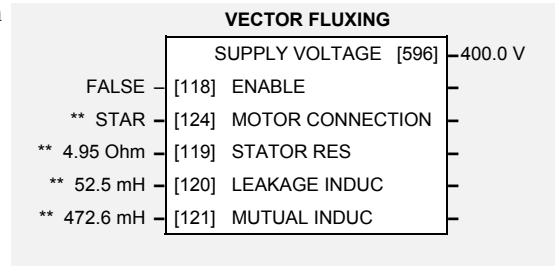 VECTOR FLUXING
SUPPLY VOLTAGE [596] 400.0 V
FALSE [118] ENABLE
** STAR [124] MOTOR CONNECTION
** 4.95 Ohm [119] STATOR RES
** 52.5 mH [120] LEAKAGE INDUC
** 472.6 mH [121] MUTUAL INDUC